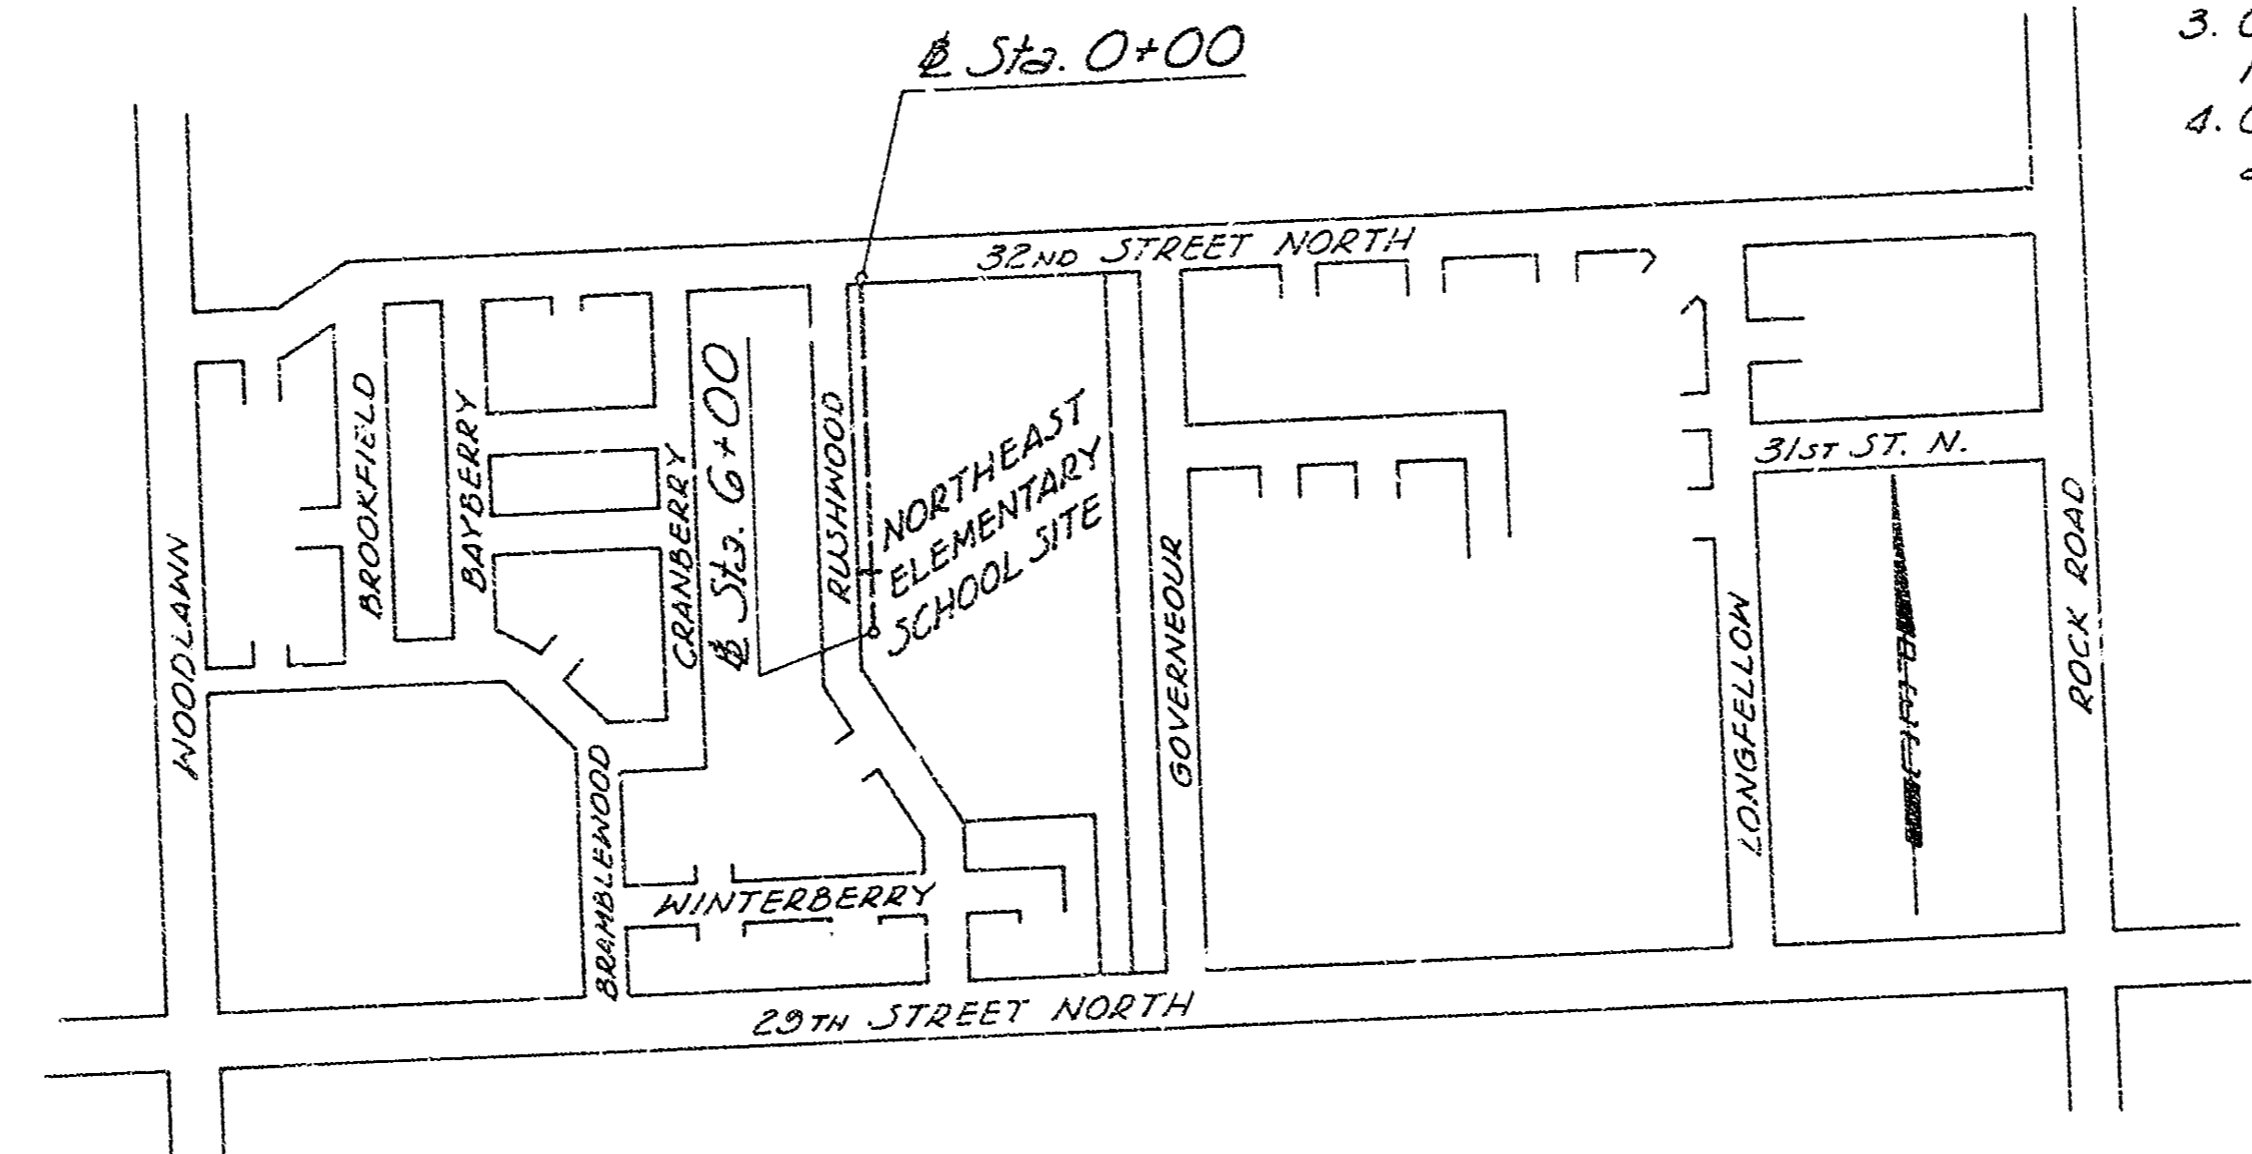 ℄ Sta. 0+00
3.
4.
32ND STREET NORTH
BROOKFIELD
BAYBERRY
CRANBERRY
℄ Sta. 6+00
RUSHWOOD
NORTHEAST
ELEMENTARY
SCHOOL SITE
31ST ST. N.
WOODLAWN
GOVERNEOUR
LONGFELLOW
ROCK ROAD
BRAMBLEWOOD
WINTERBERRY
29TH STREET NORTH